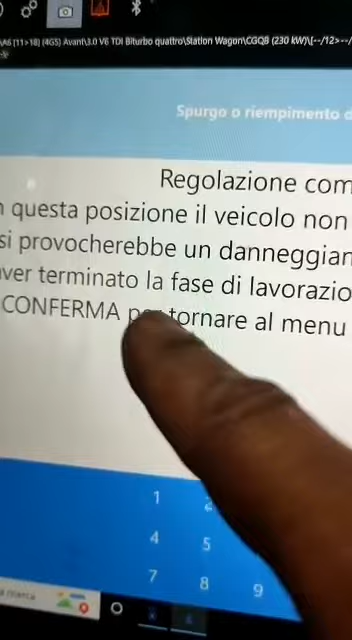 A6 (11>18) (4G5) Avant\3.0 V6 TDI Biturbo quattro\Station Wagon\CGQB (230 kW)\[--/12>--/
Spurgo o riempimento d
Regolazione com
n questa posizione il veicolo non
si provocherebbe un danneggian
ver terminato la fase di lavorazio
CONFERMA per tornare al menu
1
4 5
7 8 9
a ricerca